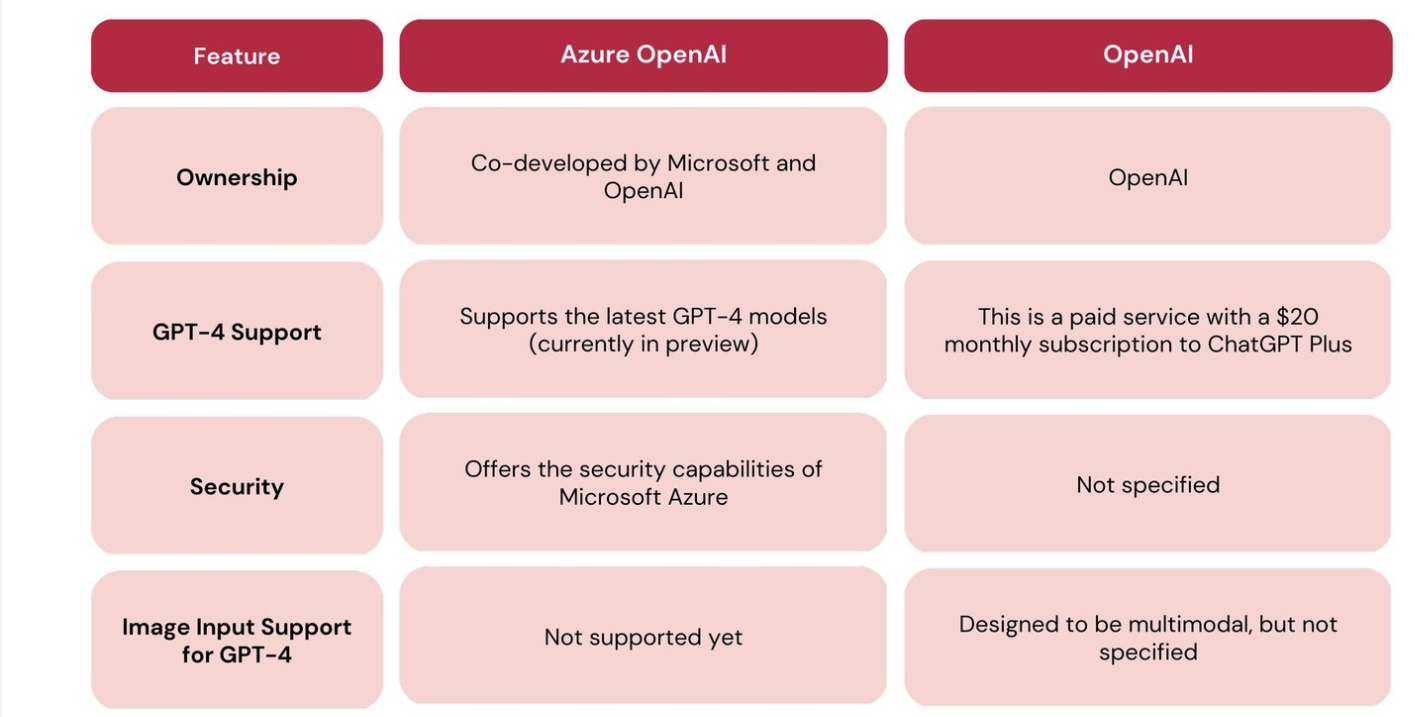 Feature
Azure OpenAI
OpenAI
Ownership
Co-developed by Microsoft and
OpenAI
OpenAI
GPT-4 Support
Supports the latest GPT-4 models
(currently in preview)
This is a paid service with a $20
monthly subscription to ChatGPT Plus
Security
Offers the security capabilities of
Microsoft Azure
Not specified
Image Input Support
for GPT-4
Not supported yet
Designed to be multimodal, but not
specified